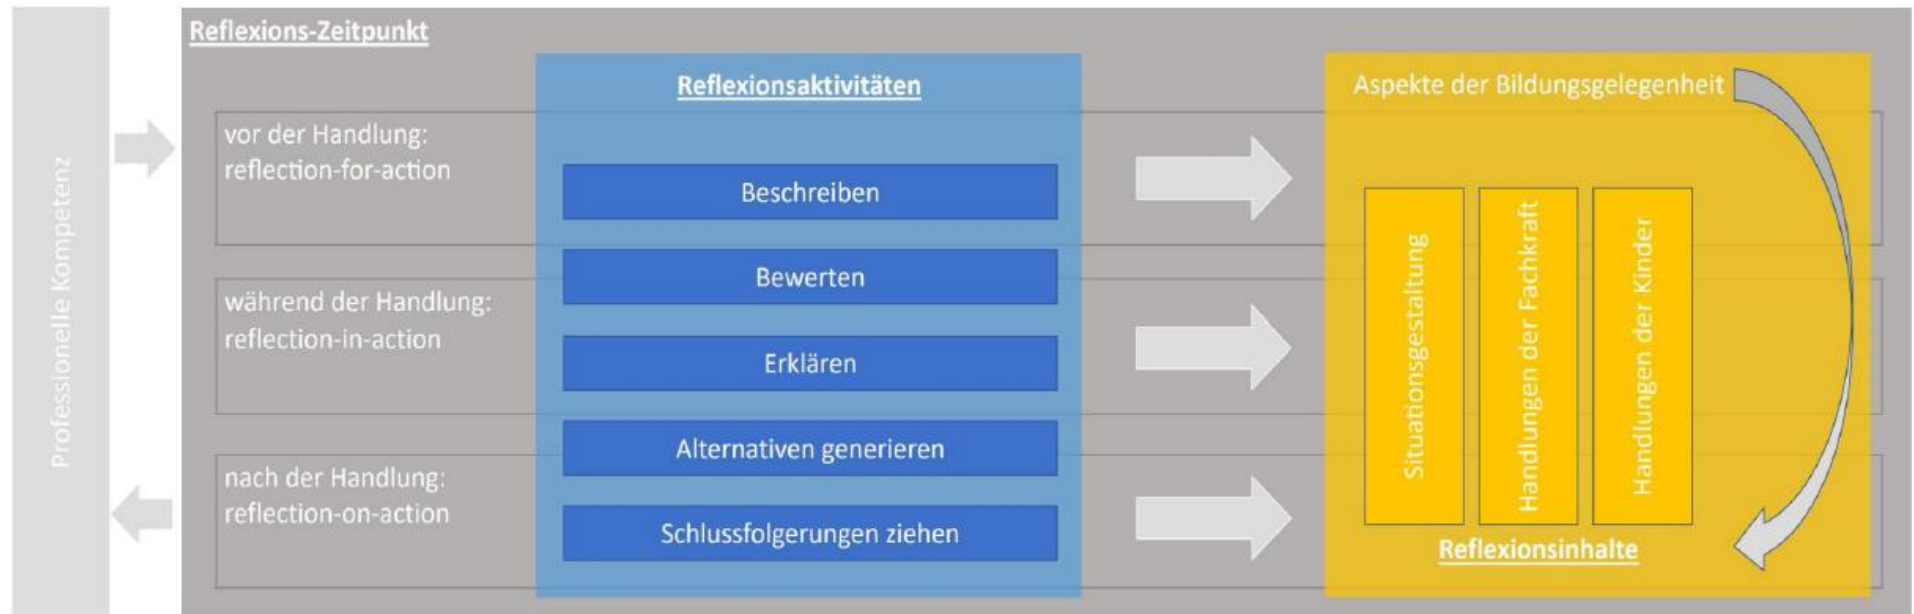 Professionelle Kompetenz
Reflexions-Zeitpunkt
vor der Handlung:
reflection-for-action
während der Handlung:
reflection-in-action
nach der Handlung:
reflection-on-action
Reflexionsaktivitäten
Beschreiben
Bewerten
Erklären
Alternativen generieren
Schlussfolgerungen ziehen
Aspekte der Bildungsgelegenheit
Situationsgestaltung
Handlungen der Fachkraft
Handlungen der Kinder
Reflexionsinhalte